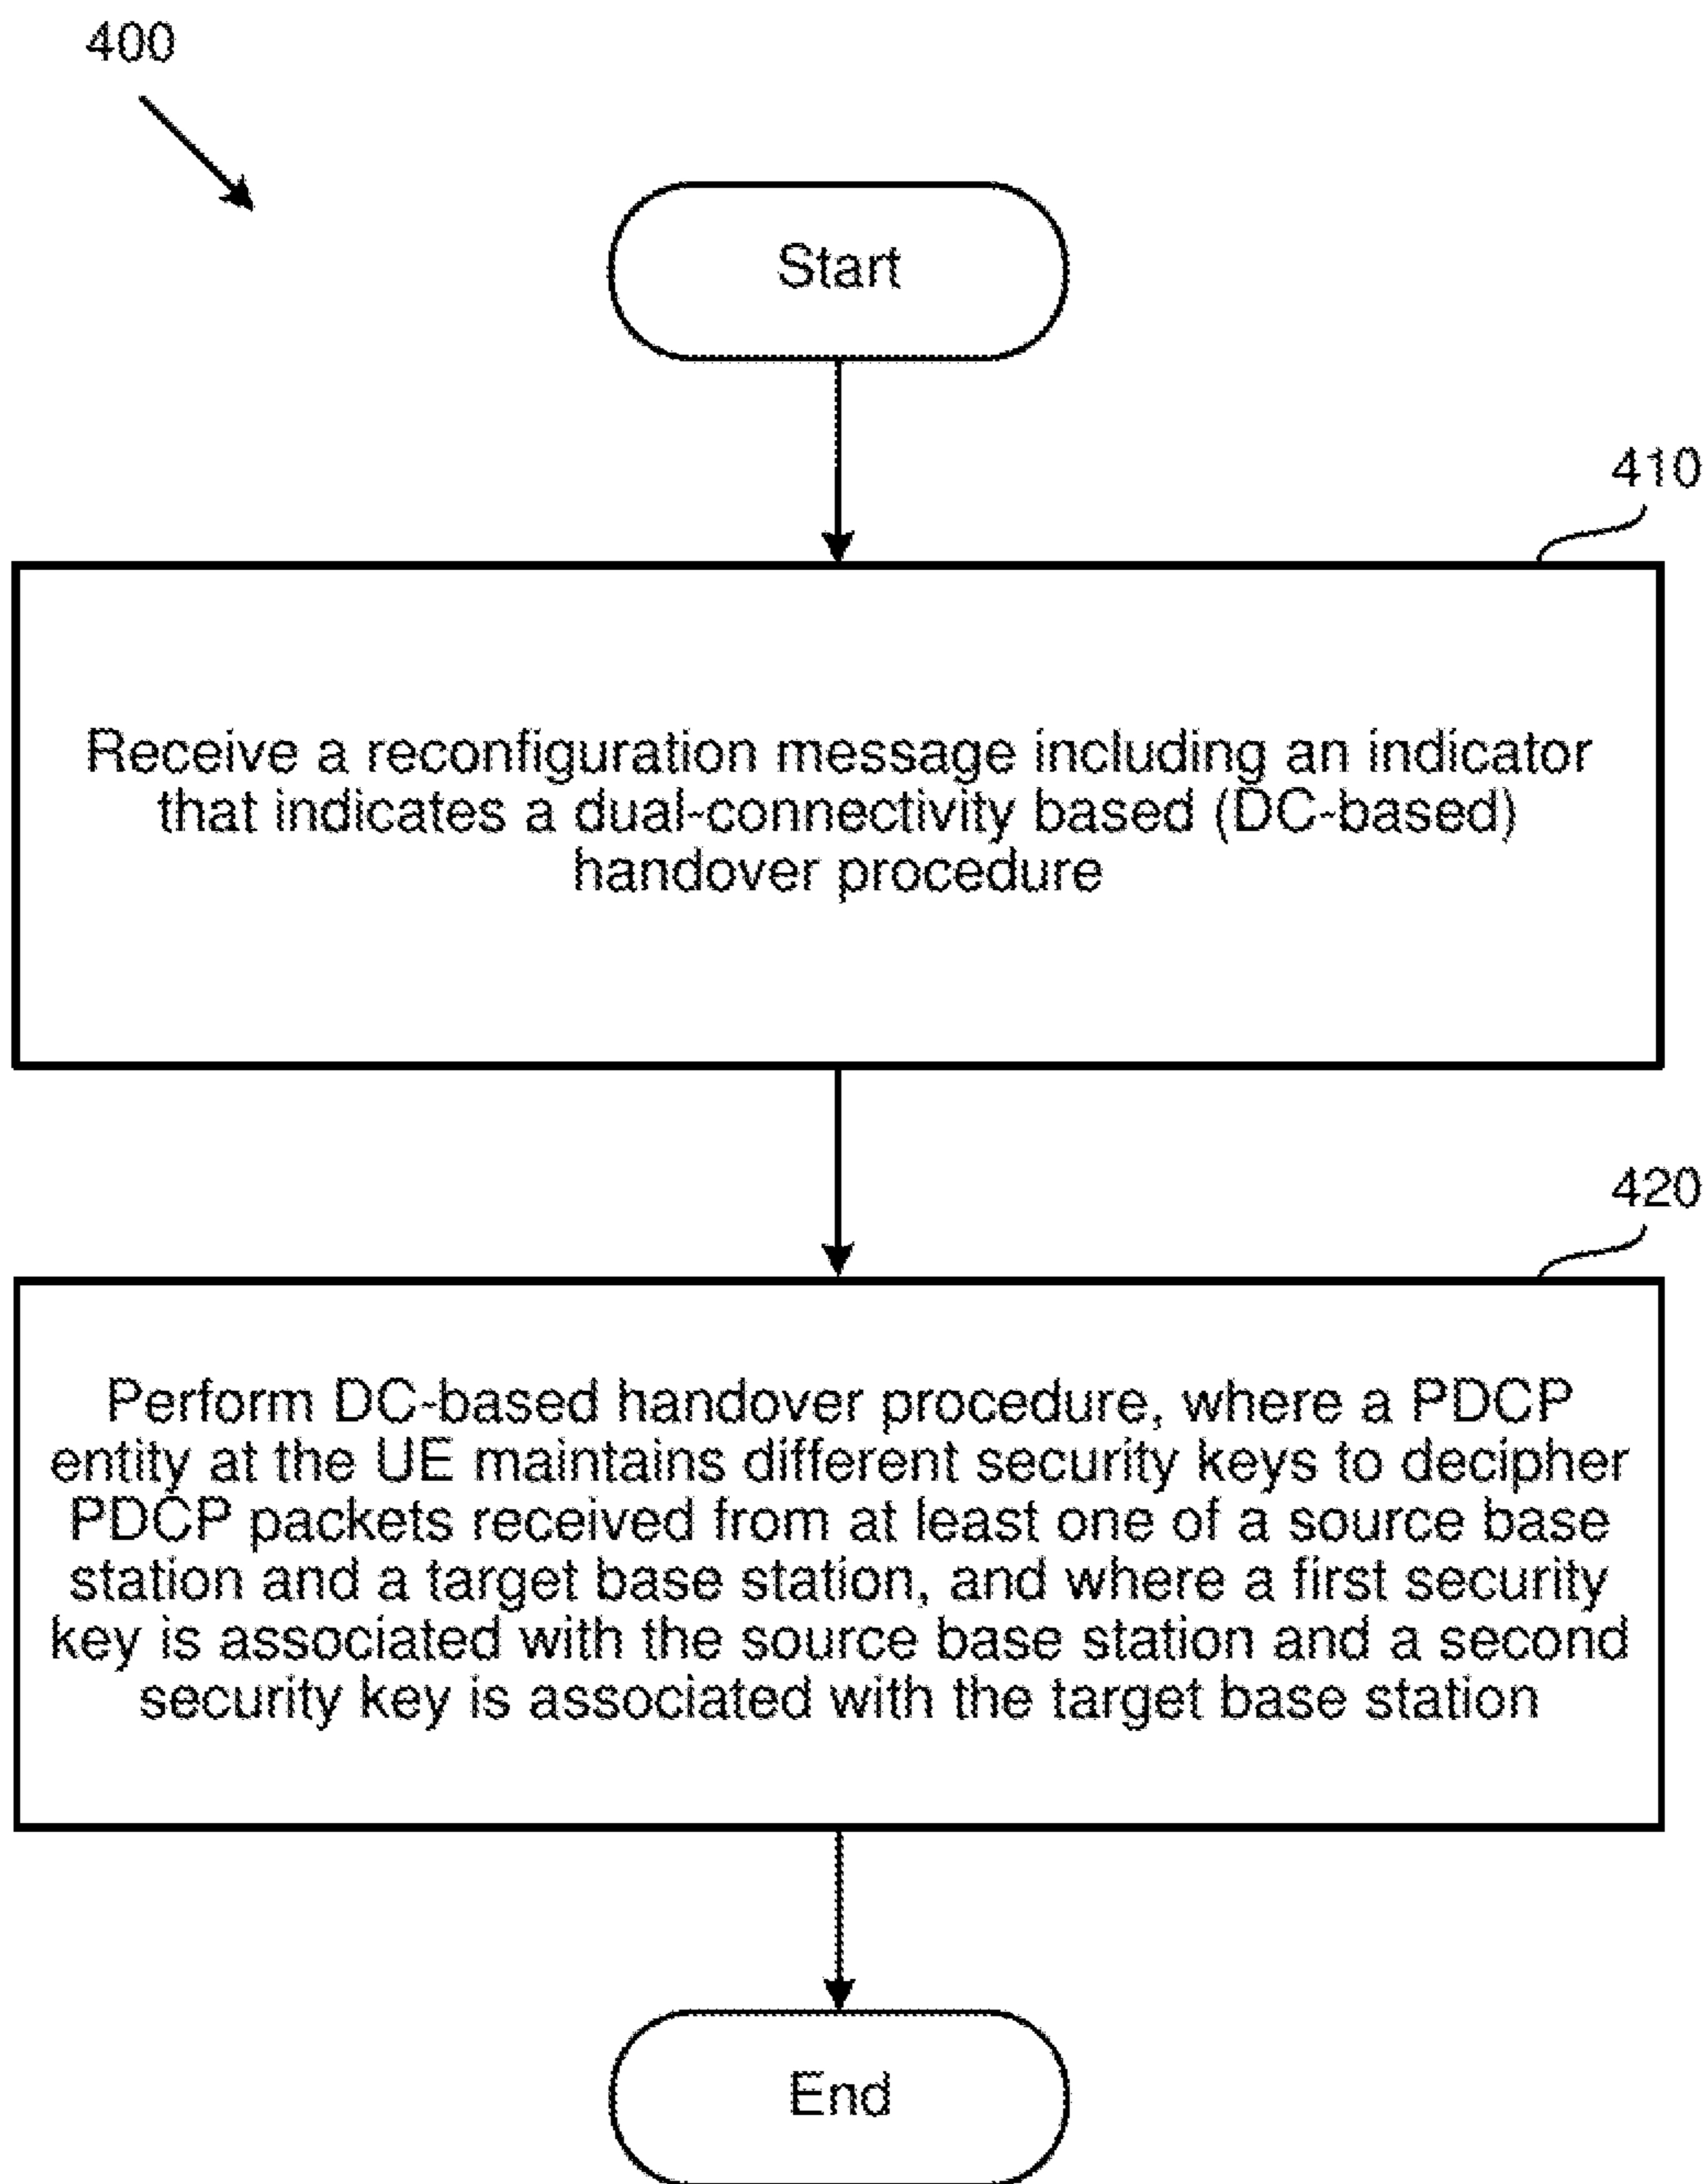 400
Start
410
Receive a reconfiguration message including an indicator
that indicates a dual-connectivity based (DC-based)
handover procedure
420
Perform DC-based handover procedure, where a PDCP
entity at the UE maintains different security keys to decipher
PDCP packets received from at least one of a source base
station and a target base station, and where a first security
key is associated with the source base station and a second
security key is associated with the target base station
End